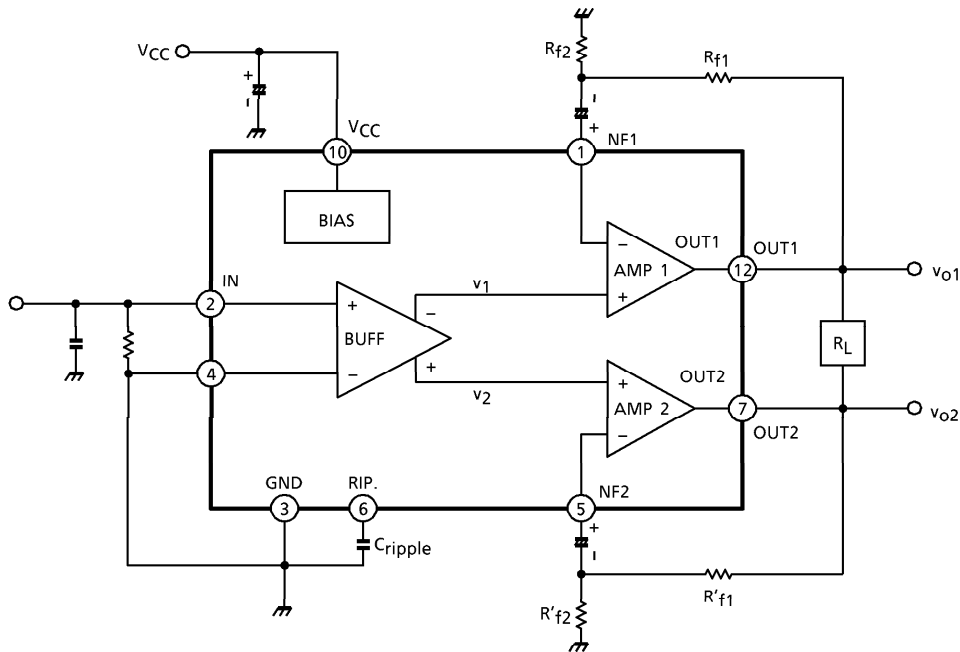 Rf2
Rf1
VCC
+
−
−
+
VCC
10
1
NF1
BIAS
−
AMP 1
+
OUT1
OUT1
12
vo1
IN
2
v1
+
BUFF
−
−
+
RL
4
v2
+
AMP 2
−
OUT2
7
OUT2
vo2
GND
RIP.
NF2
3
6
5
Cripple
+
−
R'f1
R'f2